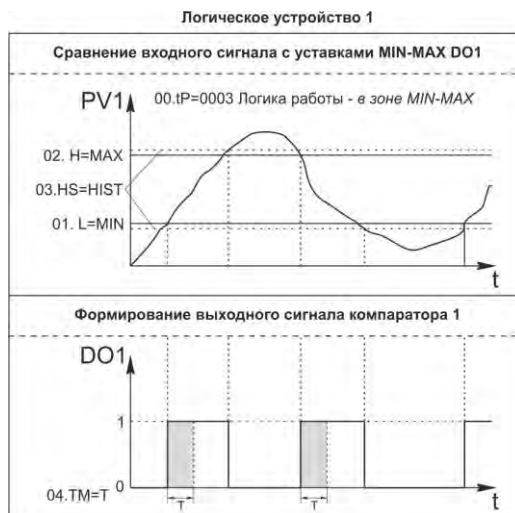 Логическое устройство 1
Сравнение входного сигнала с уставками MIN-MAX DO1
PV1
00.tP=0003 Логика работы - в зоне MIN-MAX
02. H=MAX
03.HS=HIST
01. L=MIN
t
Формирование выходного сигнала компаратора 1
DO1
1
0
04.TM=T
T
T
t